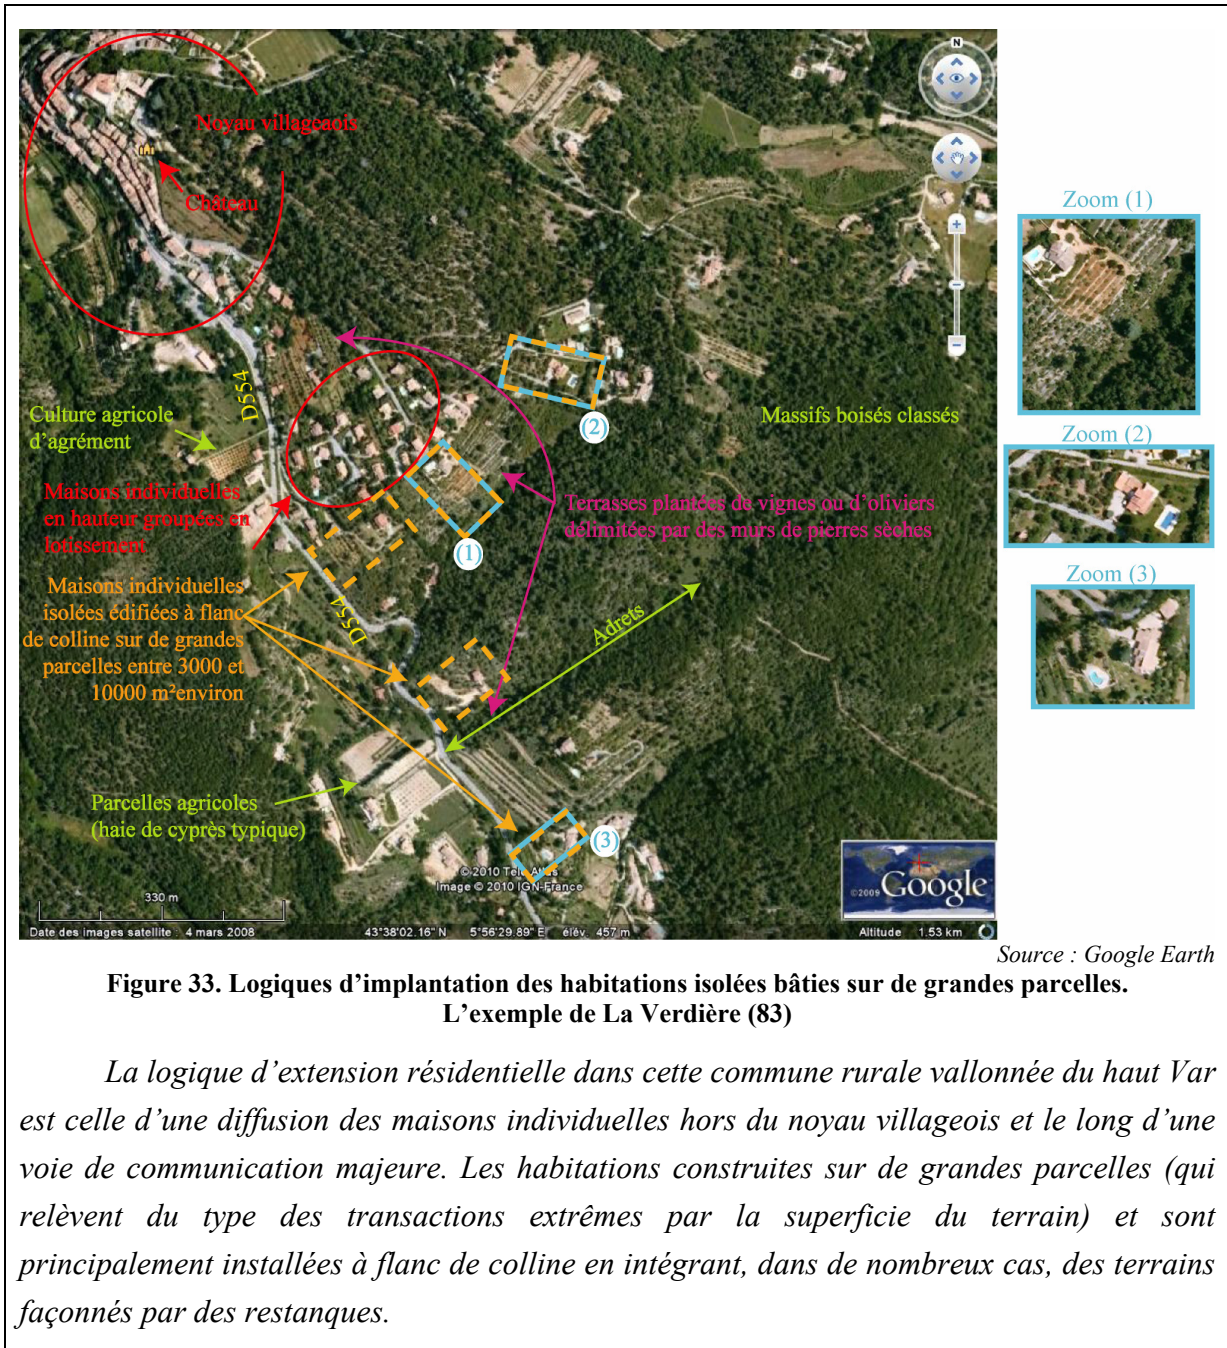 N
Noyau villageaois
Château
Zoom (1)
D554
Culture agricole
d’agrément
(2)
Massifs boisés classés
Zoom (2)
Maisons individuelles
en hauteur groupées en
lotissement
Terrasses plantées de vignes ou d’oliviers
délimitées par des murs de pierres sèches
(1)
Zoom (3)
Maisons individuelles
isolées édifiées à flanc
de colline sur de grandes
parcelles entre 3000 et
10000 m²environ
D554
Adrets
Parcelles agricoles
(haie de cyprès typique)
(3)
© 2010 Tele Atlas
Image © 2010 IGN-France
©2009 Google
330 m
Date des images satellite : 4 mars 2008
43°38'02.16" N 5°56'29.89" E élév. 457 m
Altitude 1.53 km
Source : Google Earth
Figure 33. Logiques d’implantation des habitations isolées bâties sur de grandes parcelles.
L’exemple de La Verdière (83)
La logique d’extension résidentielle dans cette commune rurale vallonnée du haut Var
est celle d’une diffusion des maisons individuelles hors du noyau villageois et le long d’une
voie de communication majeure. Les habitations construites sur de grandes parcelles (qui
relèvent du type des transactions extrêmes par la superficie du terrain) et sont
principalement installées à flanc de colline en intégrant, dans de nombreux cas, des terrains
façonnés par des restanques.